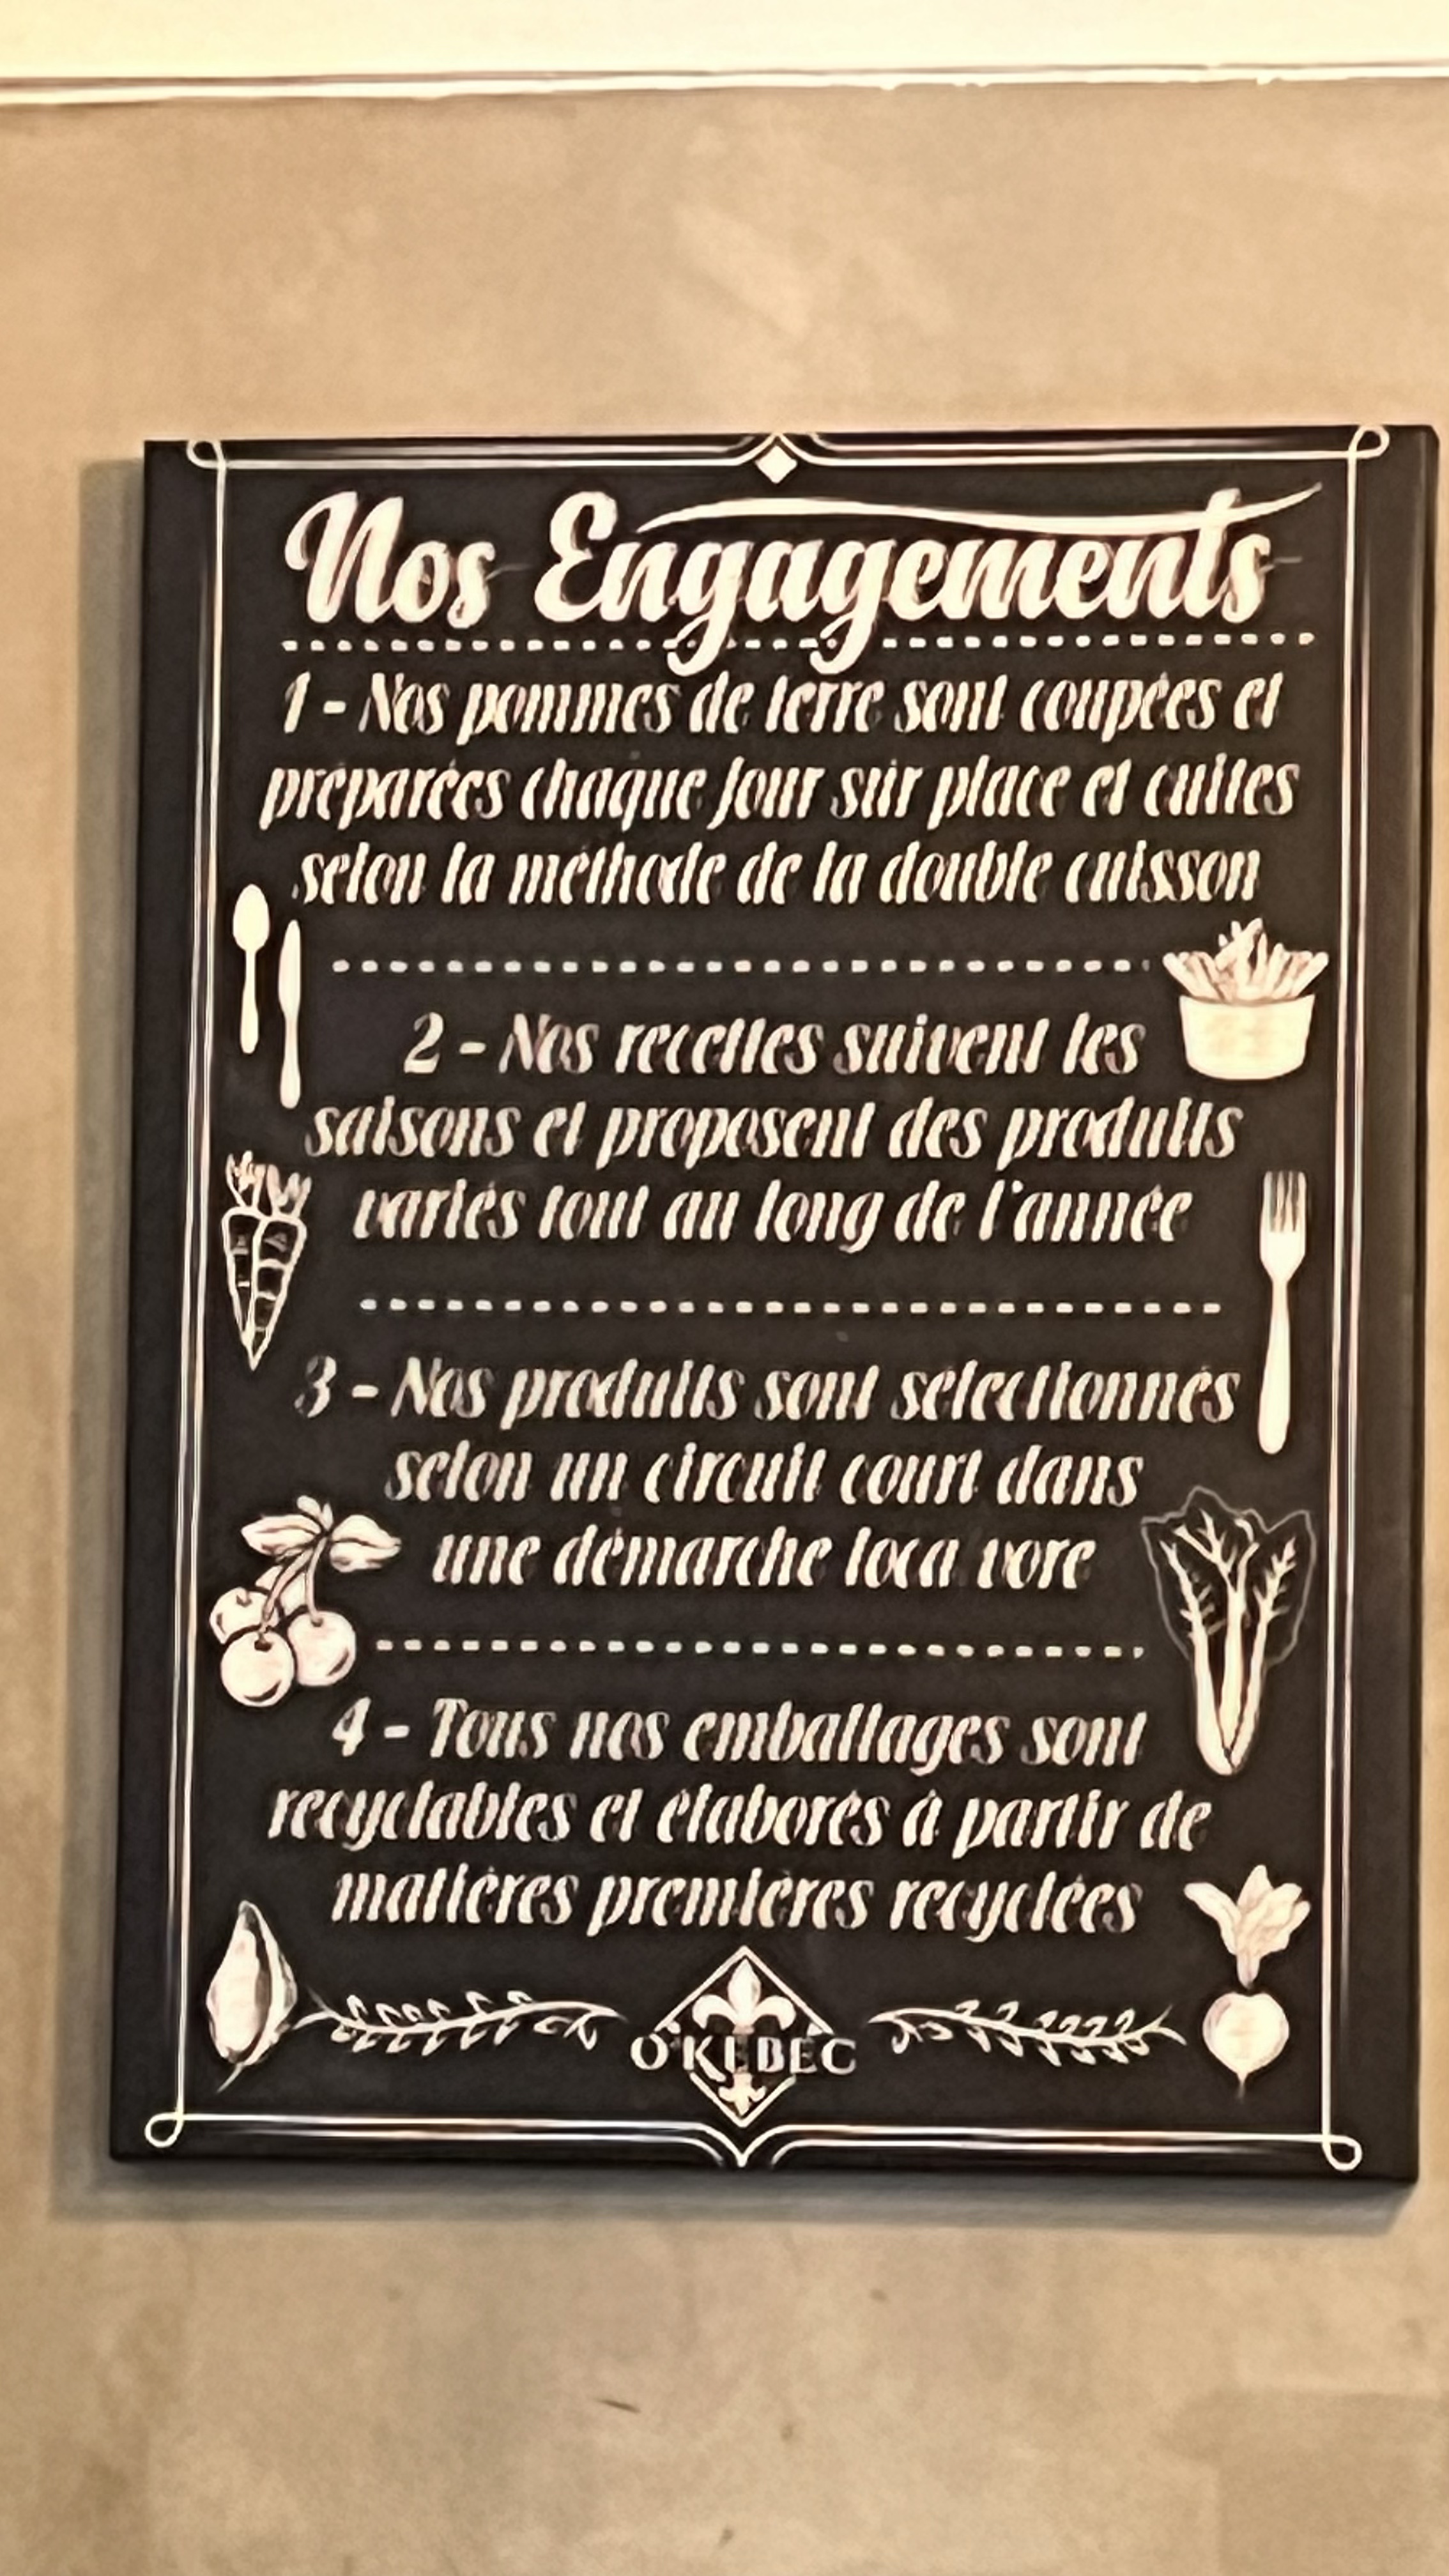 Nos Engagements
1 - Nos pommes de terre sont coupées et
préparées chaque jour sur place et cuites
selon la méthode de la double cuisson
2 - Nos recettes suivent les
saisons et proposent des produits
variés tout au long de l'année
3 - Nos produits sont sélectionnés
selon un circuit court dans
une démarche loca vore
4 - Tous nos emballages sont
recyclables et élaborés à partir de
matières premières recyclées
O'KEBEC